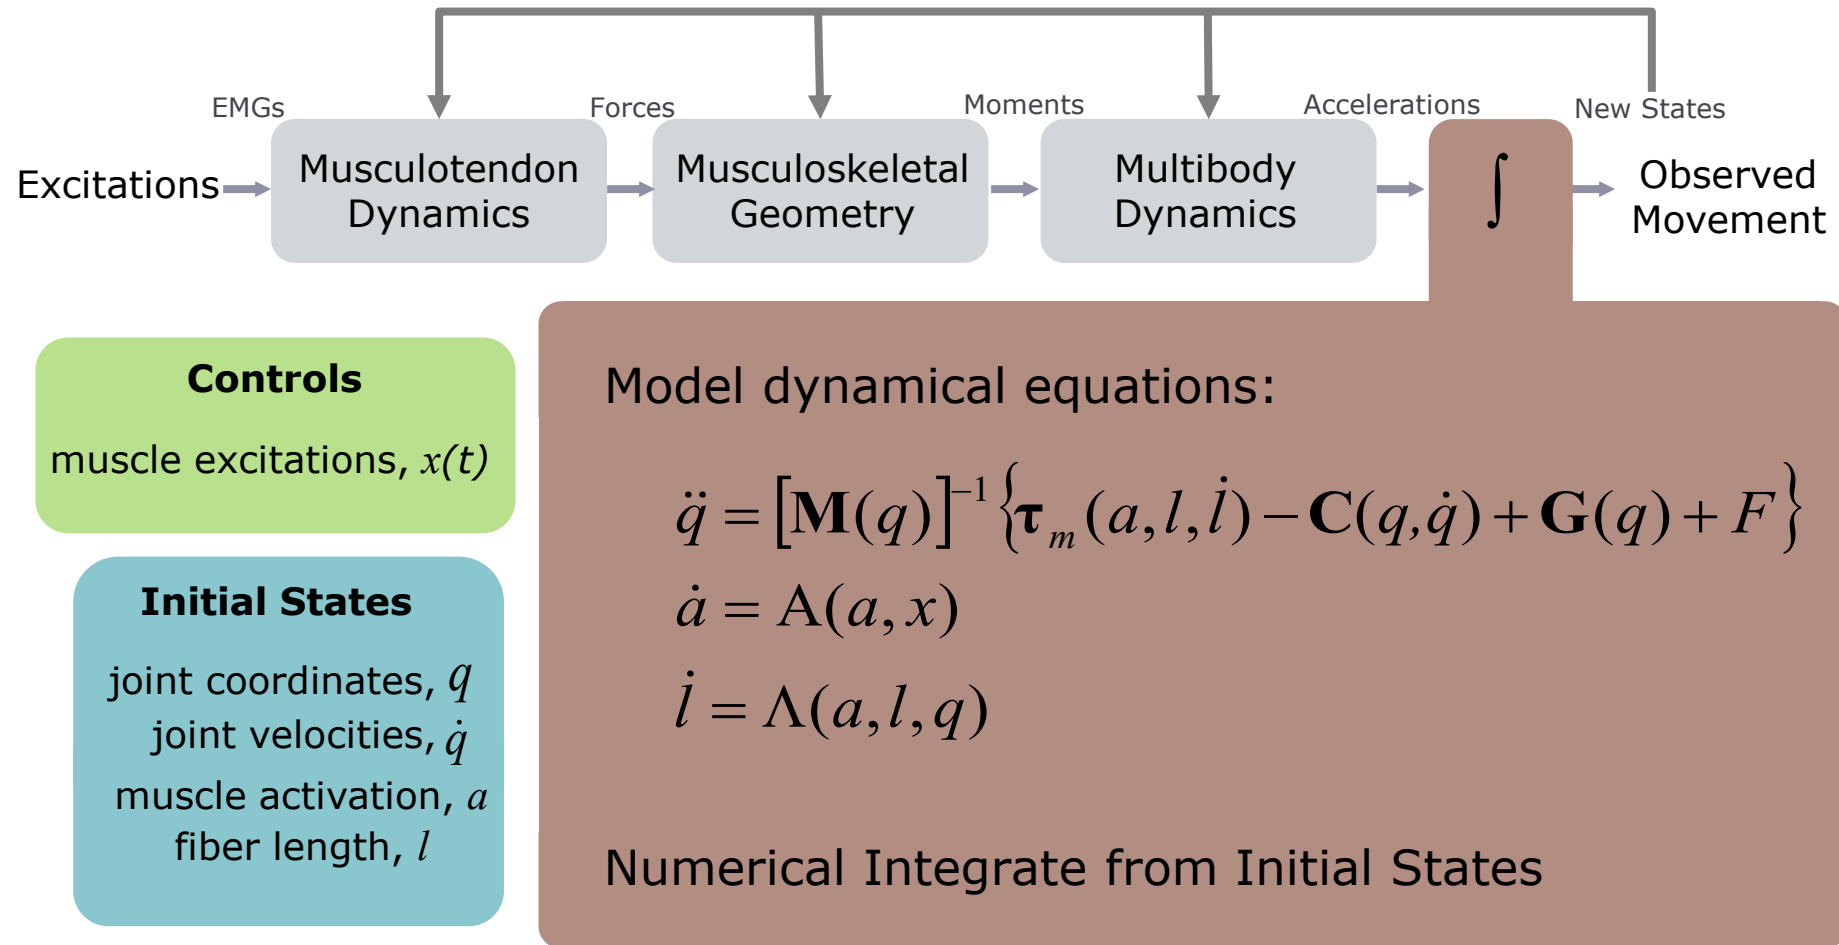 EMGs
Forces
Moments
Accelerations
New States
Excitations
Musculotendon
Dynamics
Musculoskeletal
Geometry
Multibody
Dynamics
∫
Observed
Movement
Controls
muscle excitations, x(t)
Initial States
joint coordinates, q
joint velocities, q̇
muscle activation, a
fiber length, l
Model dynamical equations:
q̈ = [M(q)]⁻¹ {τₘ(a, l, l̇) − C(q, q̇) + G(q) + F}
ȧ = A(a, x)
l̇ = Λ(a, l, q)
Numerical Integrate from Initial States